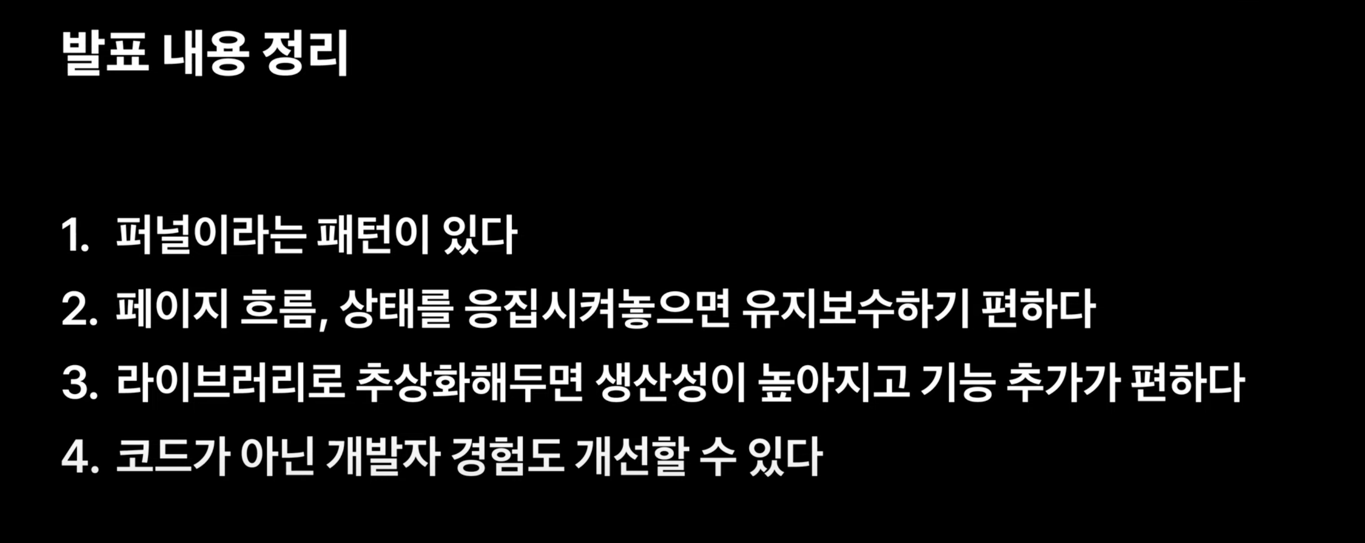 발표 내용 정리
1. 퍼널이라는 패턴이 있다
2. 페이지 흐름, 상태를 응집시켜놓으면 유지보수하기 편하다
3. 라이브러리로 추상화해두면 생산성이 높아지고 기능 추가가 편하다
4. 코드가 아닌 개발자 경험도 개선할 수 있다